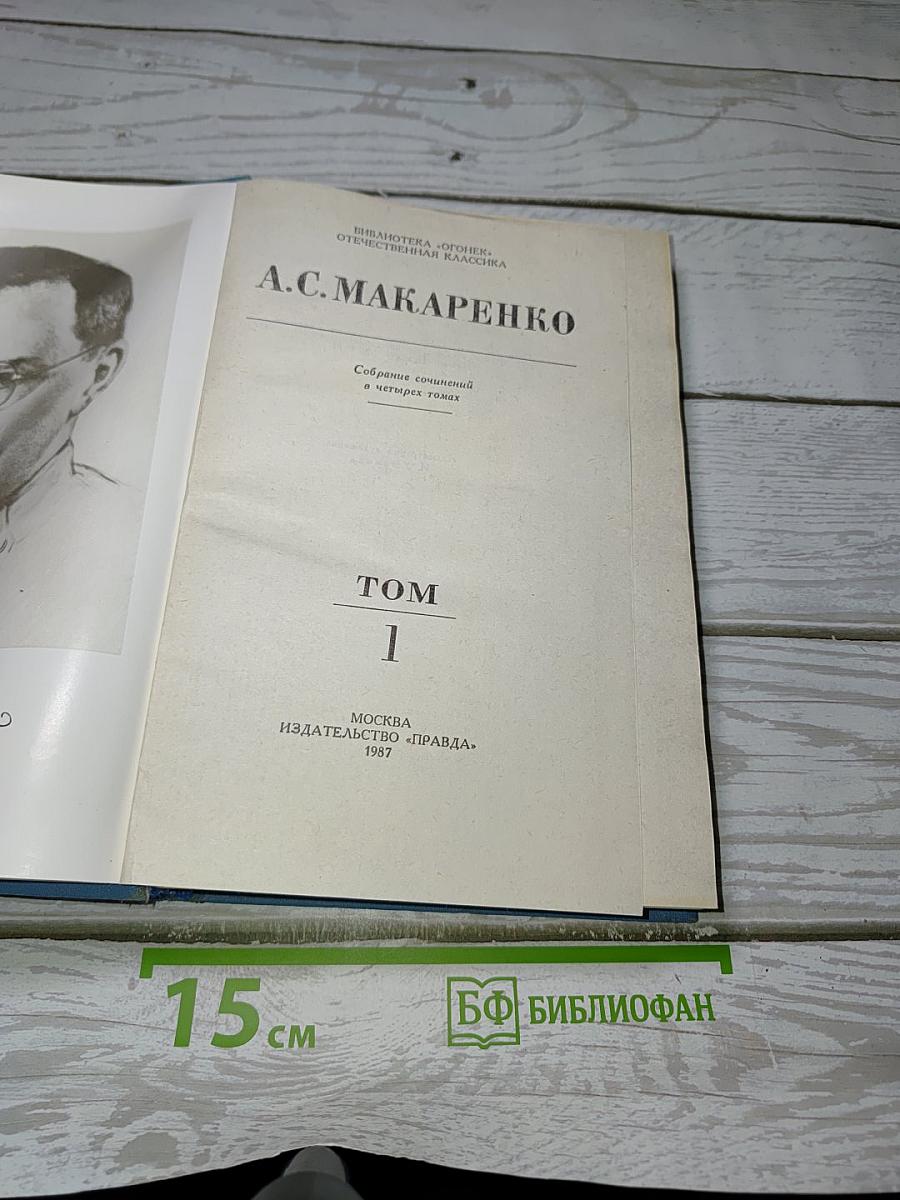 БИБЛИОТЕКА «ОГОНЕК»
ОТЕЧЕСТВЕННАЯ КЛАССИКА
А.С.МАКАРЕНКО
Собрание сочинений
в четырех томах
ТОМ
1
МОСКВА
ИЗДАТЕЛЬСТВО «ПРАВДА»
1987
15 см
БФ БИБЛИОФАН